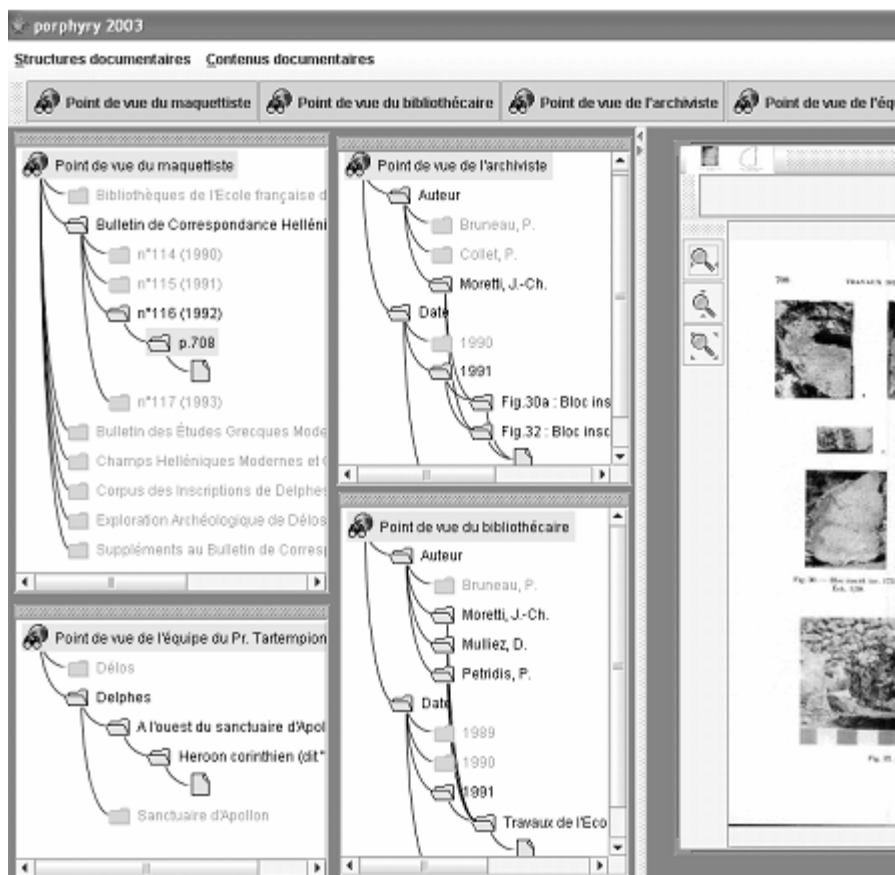 porphyry 2003
Structures documentaires Contenus documentaires
Point de vue du maquettiste Point de vue du bibliothécaire Point de vue de l'archiviste Point de vue de l'équ
Point de vue du maquettiste
Bibliothèques de l'Ecole française d
Bulletin de Correspondance Helléni
n°114 (1990)
n°115 (1991)
n°116 (1992)
p.708
n°117 (1993)
Bulletin des Études Grecques Mode
Champs Helléniques Modernes et C
Corpus des Inscriptions de Delphes
Exploration Archéologique de Délos
Suppléments au Bulletin de Corresp
Point de vue de l'équipe du Pr. Tartempion
Délos
Delphes
A l'ouest du sanctuaire d'Apol
Heroon corinthien (dit "
Sanctuaire d'Apollon
Point de vue de l'archiviste
Auteur
Bruneau, P.
Collet, P.
Moretti, J.-Ch.
Date
1990
1991
Fig.30a : Bloc ins
Fig.32 : Bloc insc
Point de vue du bibliothécaire
Auteur
Bruneau, P.
Moretti, J.-Ch.
Mulliez, D.
Petridis, P.
Date
1989
1990
1991
Travaux de l'Eco
708 TRAVAUX